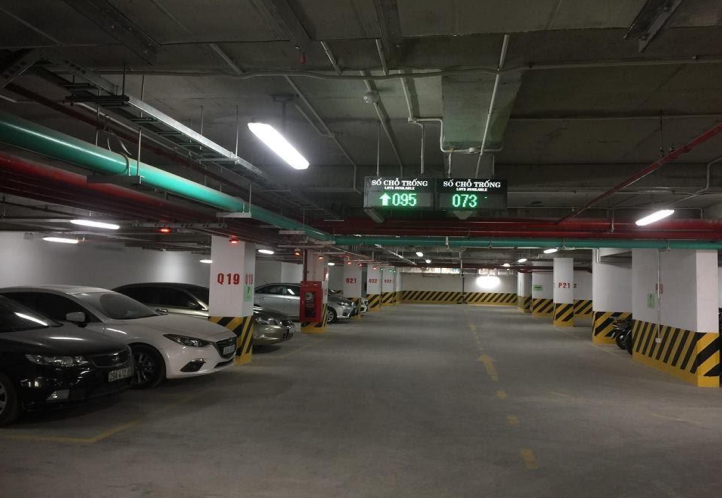 SỐ CHỖ TRỐNG
LOTS AVAILABLE
095
SỐ CHỖ TRỐNG
LOTS AVAILABLE
073
Q19
P21